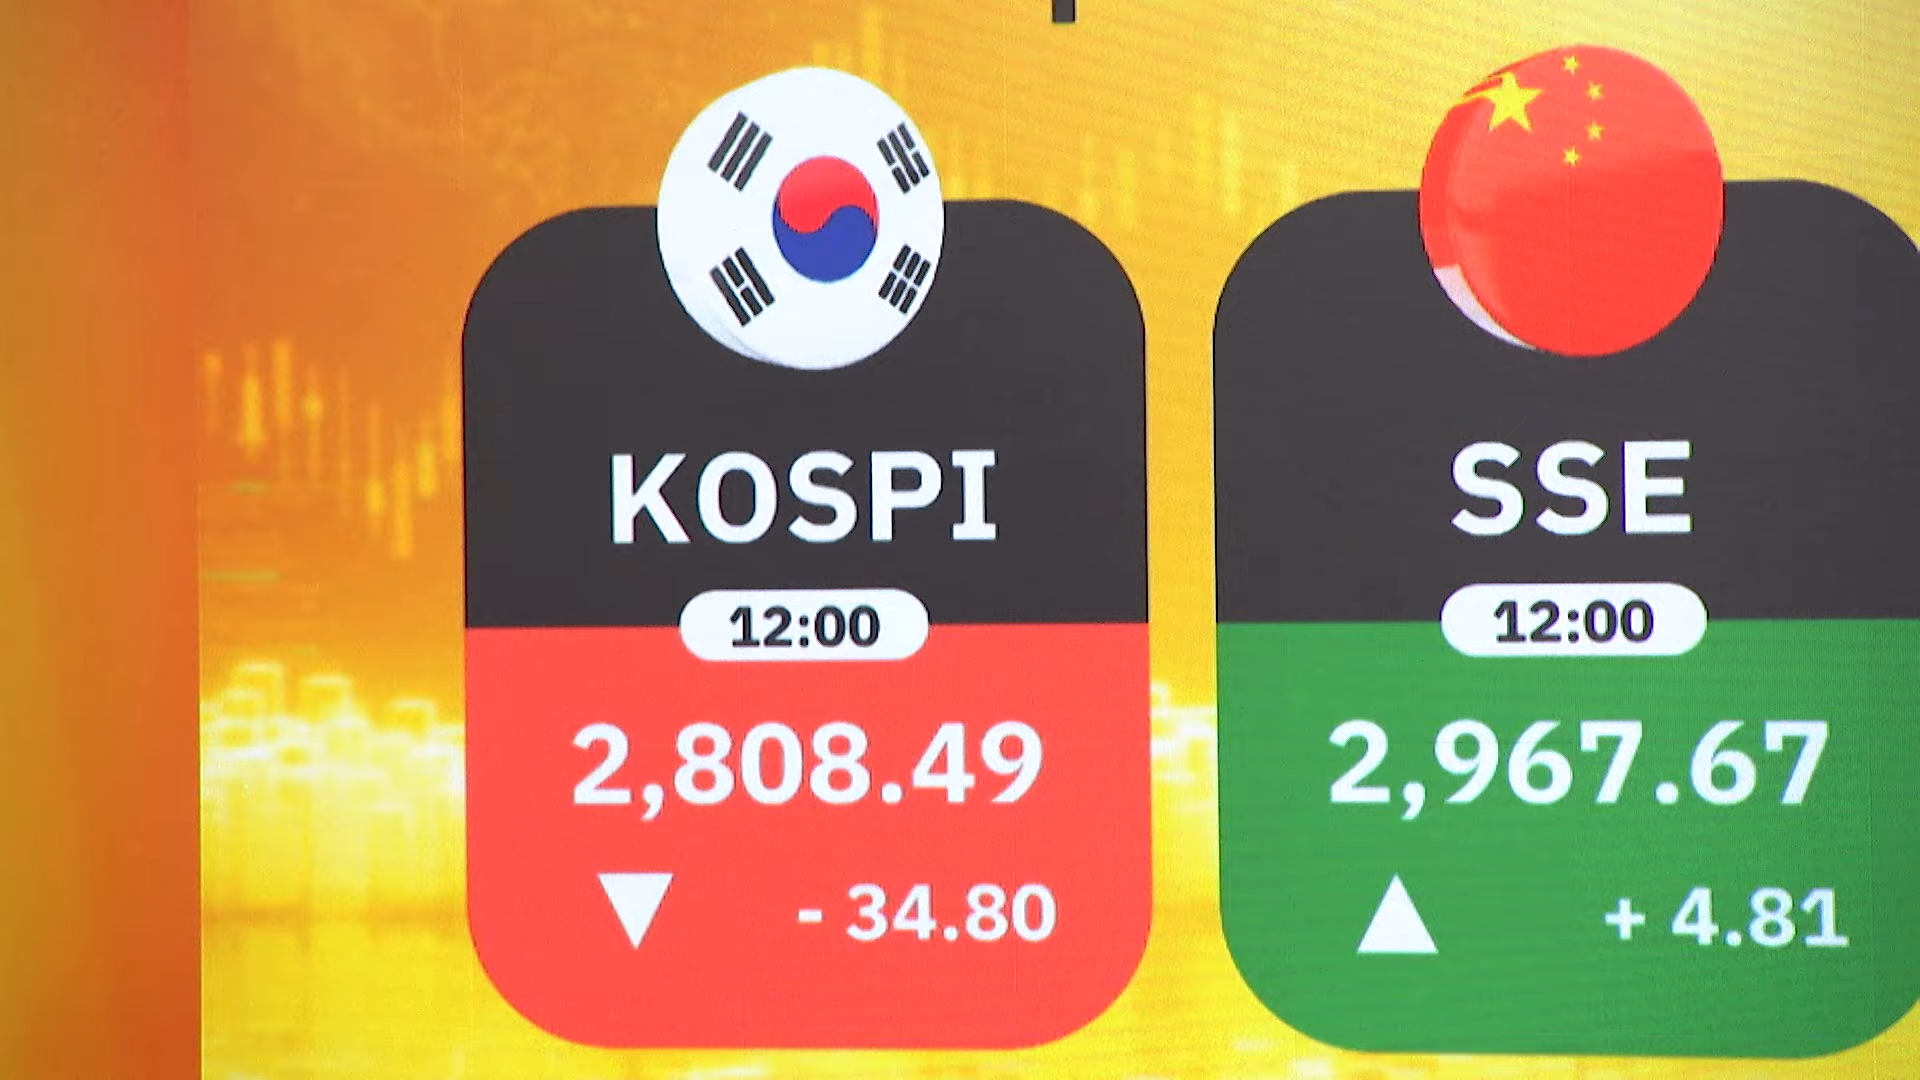 KOSPI
12:00
2,808.49
▼ - 34.80
SSE
12:00
2,967.67
▲ + 4.81